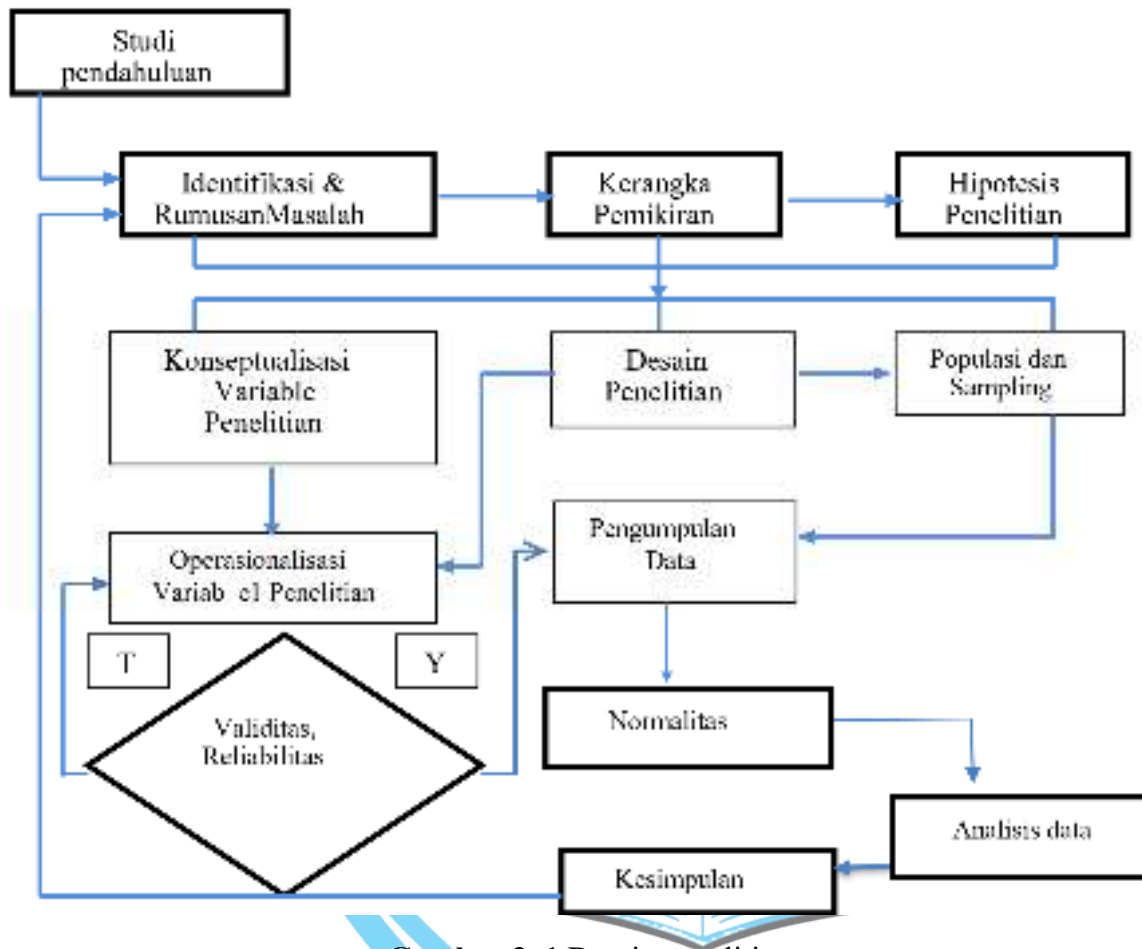 Studi
pendahuluan
Identifikasi &
RumusanMasalah
Kerangka
Pemikiran
Hipotesis
Penelitian
Konseptualisasi
Variable
Penelitian
Desain
Penelitian
Populasi dan
Sampling
Operasionalisasi
Variab el Penelitian
Pengumpulan
Data
T
Y
Validitas,
Reliabilitas
Normalitas
Analisis data
Kesimpulan